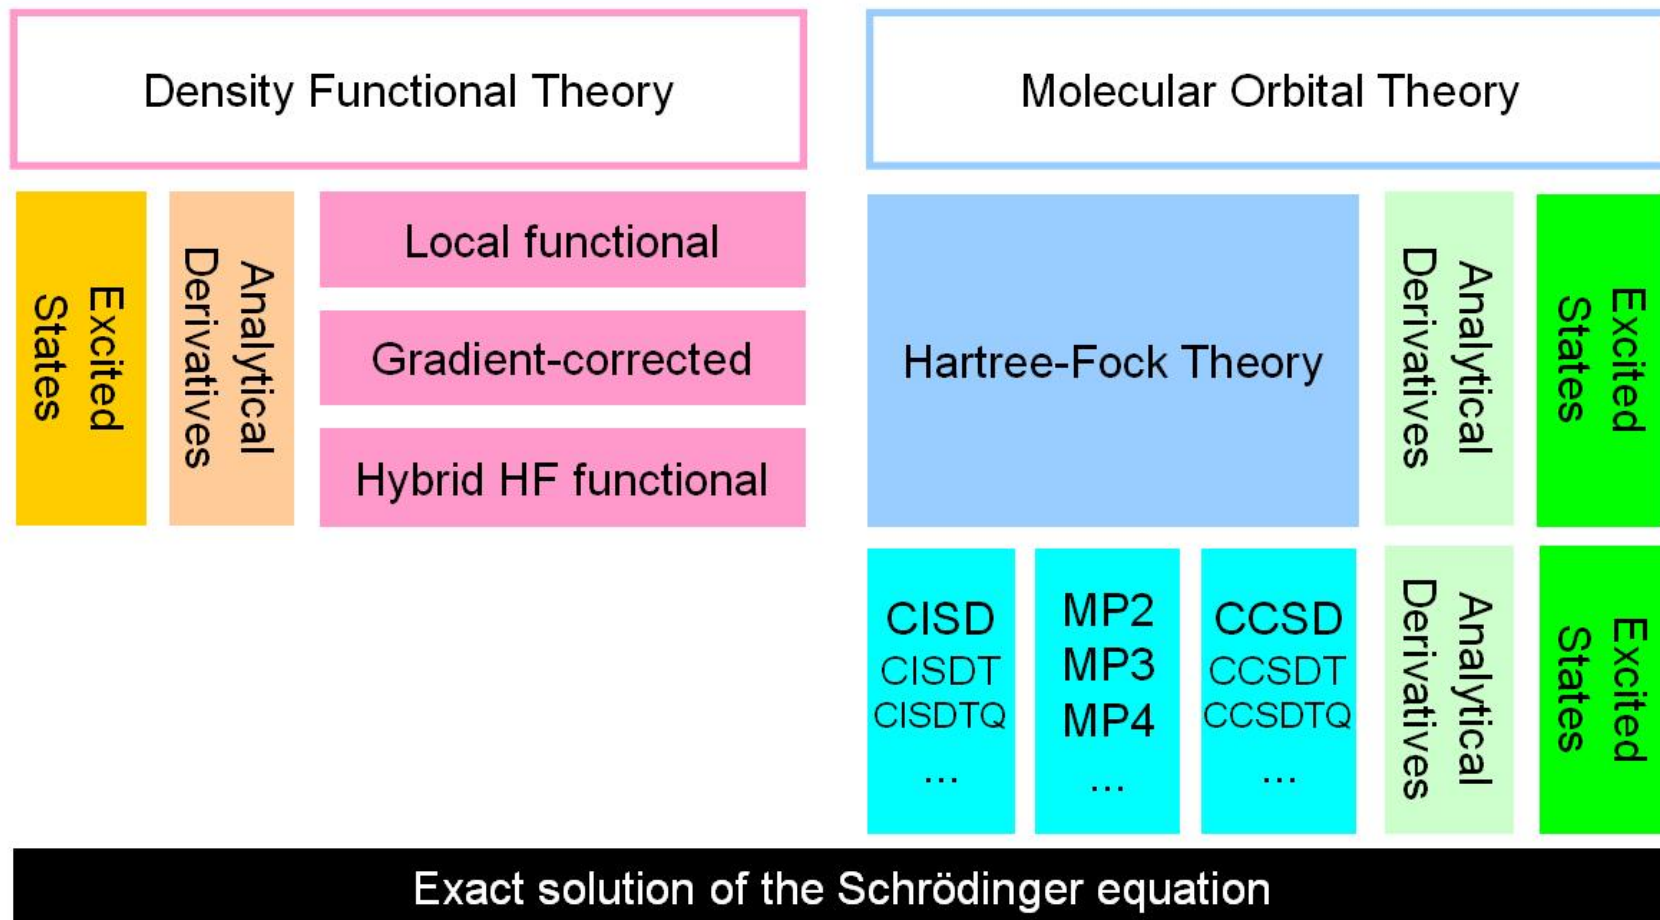 Density Functional Theory
Molecular Orbital Theory
Excited
States
Analytical
Derivatives
Local functional
Gradient-corrected
Hybrid HF functional
Hartree-Fock Theory
Analytical
Derivatives
Excited
States
CISD
CISDT
CISDTQ
...
MP2
MP3
MP4
...
CCSD
CCSDT
CCSDTQ
...
Analytical
Derivatives
Excited
States
Exact solution of the Schrödinger equation